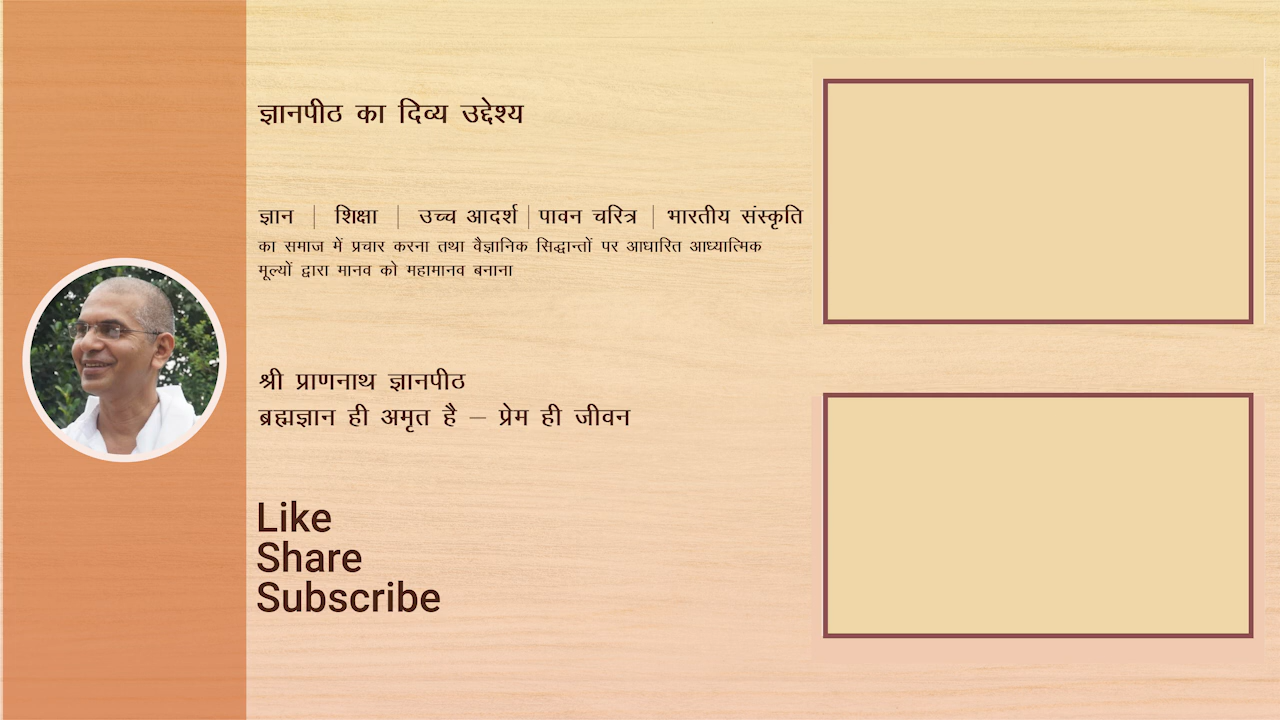 ज्ञानपीठ का दिव्य उद्देश्य
ज्ञान | शिक्षा | उच्च आदर्श | पावन चरित्र | भारतीय संस्कृति
का समाज में प्रचार करना तथा वैज्ञानिक सिद्धान्तों पर आधारित आध्यात्मिक
मूल्यों द्वारा मानव को महामानव बनाना
श्री प्राणनाथ ज्ञानपीठ
ब्रह्मज्ञान ही अमृत है – प्रेम ही जीवन
Like
Share
Subscribe